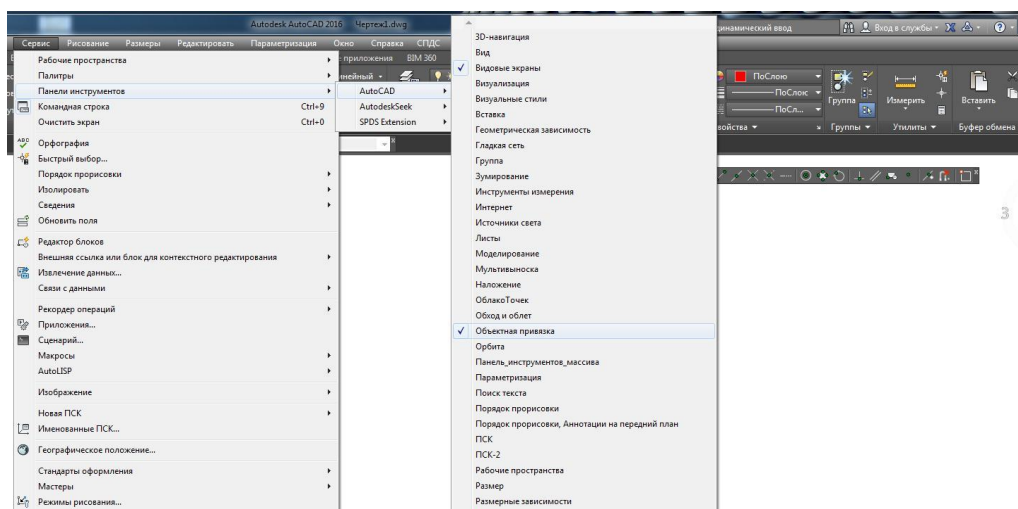 Autodesk AutoCAD 2016 Чертеж1.dwg
динамический ввод
Вход в службы
Сервис Рисование Размеры Редактировать Параметризация Окно Справка СПДС
приложения BIM 360
Рабочие пространства
Палитры
Панели инструментов
Командная строка Ctrl+9
Очистить экран Ctrl+0
Орфография
Быстрый выбор...
Порядок прорисовки
Изолировать
Сведения
Обновить поля
Редактор блоков
Внешняя ссылка или блок для контекстного редактирования
Извлечение данных...
Связи с данными
Рекордер операций
Приложения...
Сценарий...
Макросы
AutoLISP
Изображение
Новая ПСК
Именованные ПСК...
Географическое положение...
Стандарты оформления
Мастеры
Режимы рисования...
AutoCAD
AutodeskSeek
SPDS Extension
3D-навигация
Вид
Видовые экраны
Визуализация
Визуальные стили
Вставка
Геометрическая зависимость
Гладкая сеть
Группа
Зумирование
Инструменты измерения
Интернет
Источники света
Листы
Моделирование
Мультивыноска
Наложение
ОблакоТочек
Обход и облет
Объектная привязка
Орбита
Панель_инструментов_массива
Параметризация
Поиск текста
Порядок прорисовки
Порядок прорисовки, Аннотации на передний план
ПСК
ПСК-2
Рабочие пространства
Размер
Размерные зависимости
ПоСлою
ПоСлою
ПоСл...
Группа
Измерить
Вставить
войства Группы Утилиты Буфер обмена
3